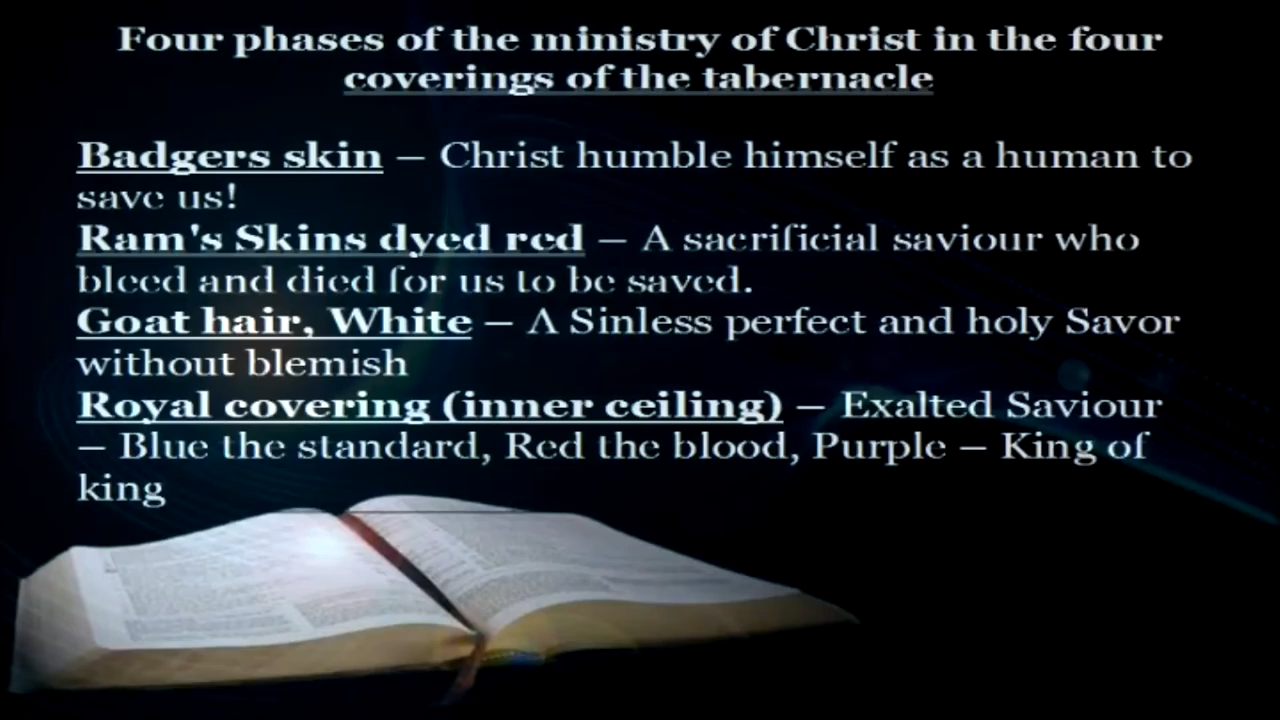 Four phases of the ministry of Christ in the four
coverings of the tabernacle
Badgers skin – Christ humble himself as a human to
save us!
Ram's Skins dyed red – A sacrificial saviour who
bleed and died for us to be saved.
Goat hair, White – A Sinless perfect and holy Savor
without blemish
Royal covering (inner ceiling) – Exalted Saviour
– Blue the standard, Red the blood, Purple – King of
king